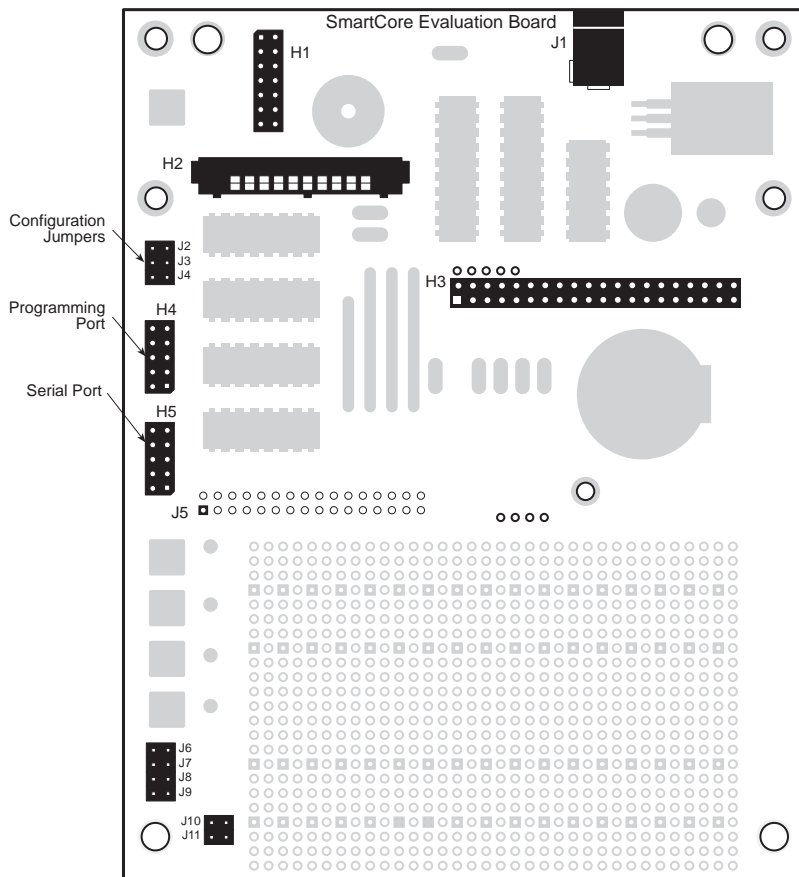 SmartCore Evaluation Board
J1
H1
H2
Configuration
Jumpers
J2
J3
J4
H3
Programming
Port
H4
Serial Port
H5
J5
J6
J7
J8
J9
J10
J11